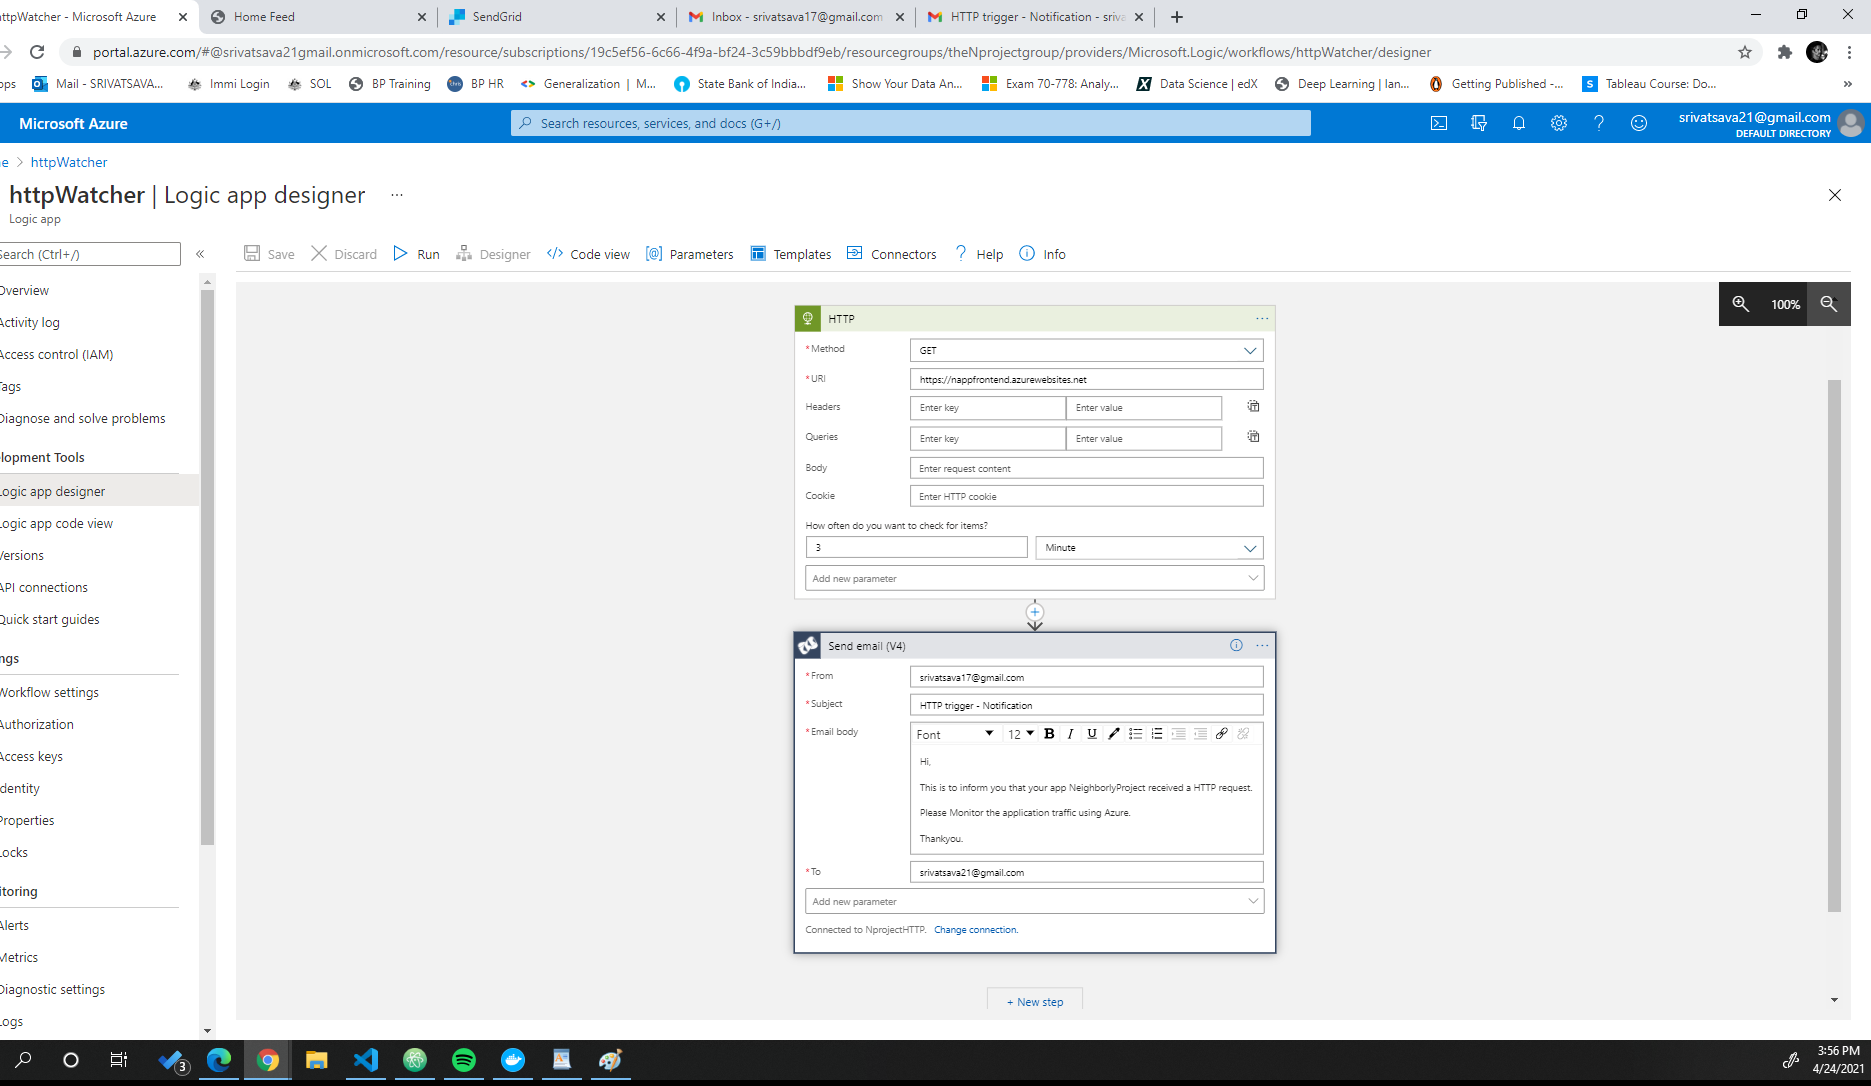 ttpWatcher - Microsoft Azure
Home Feed
SendGrid
Inbox - srivatsava17@gmail.com
HTTP trigger - Notification - sriva
portal.azure.com/#@srivatsava21gmail.onmicrosoft.com/resource/subscriptions/19c5ef56-6c66-4f9a-bf24-3c59bbbdf9eb/resourcegroups/theNprojectgroup/providers/Microsoft.Logic/workflows/httpWatcher/designer
ps
Mail - SRIVATSAVA...
Immi Login
SOL
BP Training
BP HR
Generalization | M...
State Bank of India...
Show Your Data An...
Exam 70-778: Analy...
Data Science | edX
Deep Learning | Ian...
Getting Published -...
Tableau Course: Do...
»
Microsoft Azure
Search resources, services, and docs (G+/)
srivatsava21@gmail.com
DEFAULT DIRECTORY
e > httpWatcher
httpWatcher | Logic app designer ...
Logic app
Search (Ctrl+/)
«
Save
Discard
Run
Designer
Code view
Parameters
Templates
Connectors
Help
Info
Overview
Activity log
Access control (IAM)
Tags
Diagnose and solve problems
lopment Tools
Logic app designer
Logic app code view
Versions
API connections
Quick start guides
ngs
Workflow settings
Authorization
Access keys
Identity
Properties
Locks
itoring
Alerts
Metrics
Diagnostic settings
Logs
100%
HTTP ...
*Method
GET
*URI
https://nappfrontend.azurewebsites.net
Headers
Enter key
Enter value
Queries
Enter key
Enter value
Body
Enter request content
Cookie
Enter HTTP cookie
How often do you want to check for items?
3
Minute
Add new parameter
Send email (V4) ...
*From
srivatsava17@gmail.com
*Subject
HTTP trigger - Notification
*Email body
Font
12
B
I
U
Hi,
This is to inform you that your app NeighborlyProject received a HTTP request.
Please Monitor the application traffic using Azure.
Thankyou.
*To
srivatsava21@gmail.com
Add new parameter
Connected to NprojectHTTP. Change connection.
+ New step
3
3:56 PM
4/24/2021